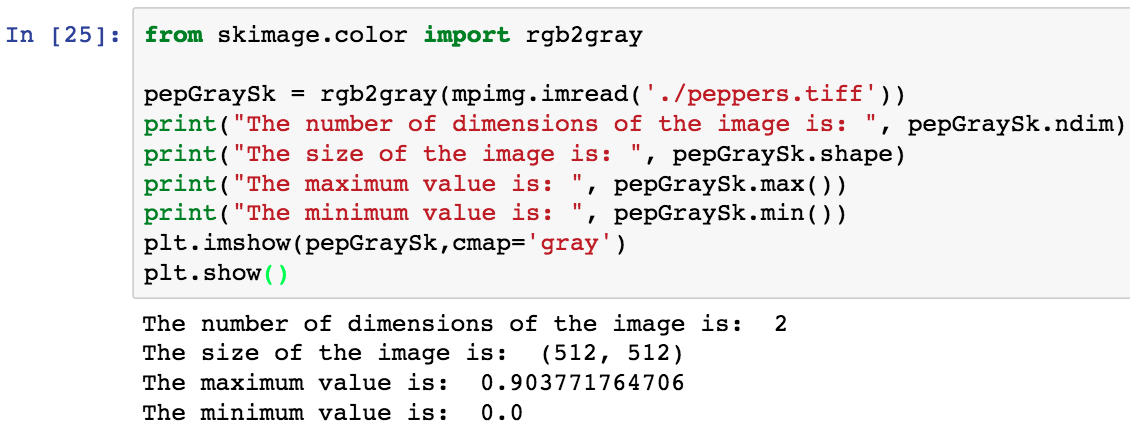 In [25]: from skimage.color import rgb2gray
pepGraySk = rgb2gray(mpimg.imread('./peppers.tiff'))
print("The number of dimensions of the image is: ", pepGraySk.ndim)
print("The size of the image is: ", pepGraySk.shape)
print("The maximum value is: ", pepGraySk.max())
print("The minimum value is: ", pepGraySk.min())
plt.imshow(pepGraySk,cmap='gray')
plt.show()
The number of dimensions of the image is:  2
The size of the image is:  (512, 512)
The maximum value is:  0.903771764706
The minimum value is:  0.0